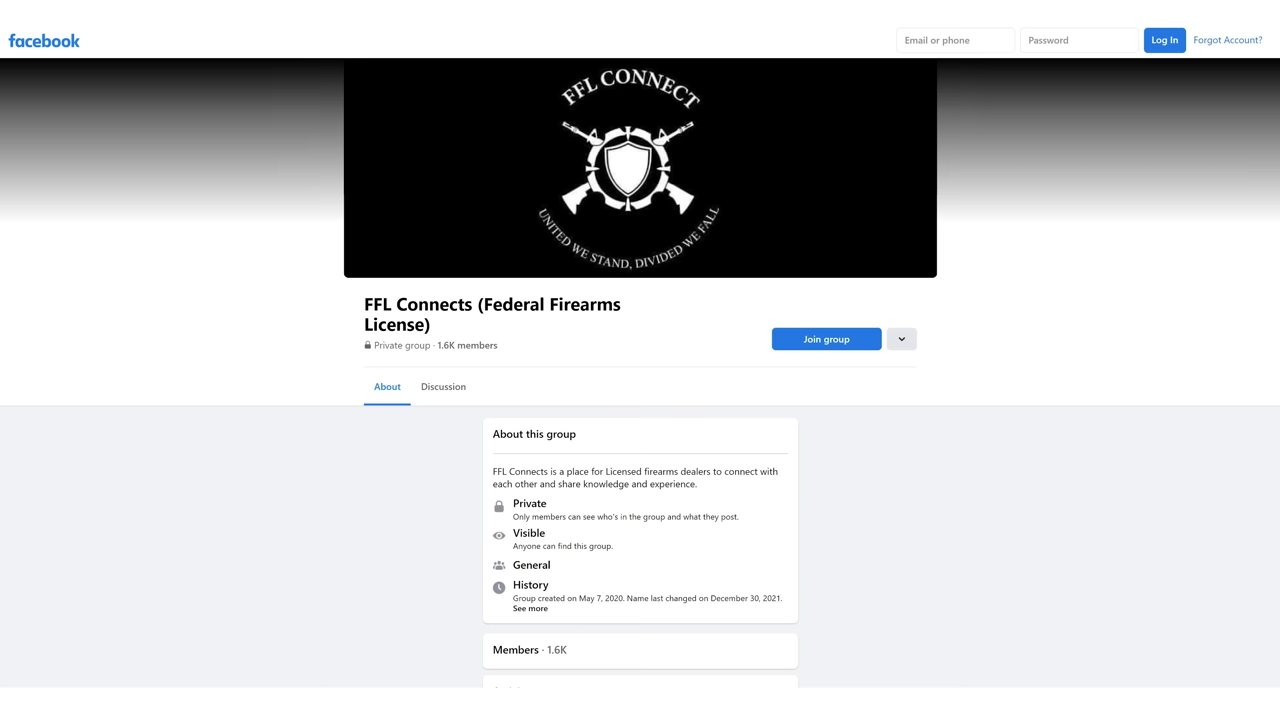 facebook
Email or phone
Password
Log In
Forgot Account?
FFL CONNECT
UNITED WE STAND, DIVIDED WE FALL
FFL Connects (Federal Firearms
License)
Private group · 1.6K members
Join group
About
Discussion
About this group
FFL Connects is a place for Licensed firearms dealers to connect with
each other and share knowledge and experience.
Private
Only members can see who's in the group and what they post.
Visible
Anyone can find this group.
General
History
Group created on May 7, 2020. Name last changed on December 30, 2021.
See more
Members · 1.6K